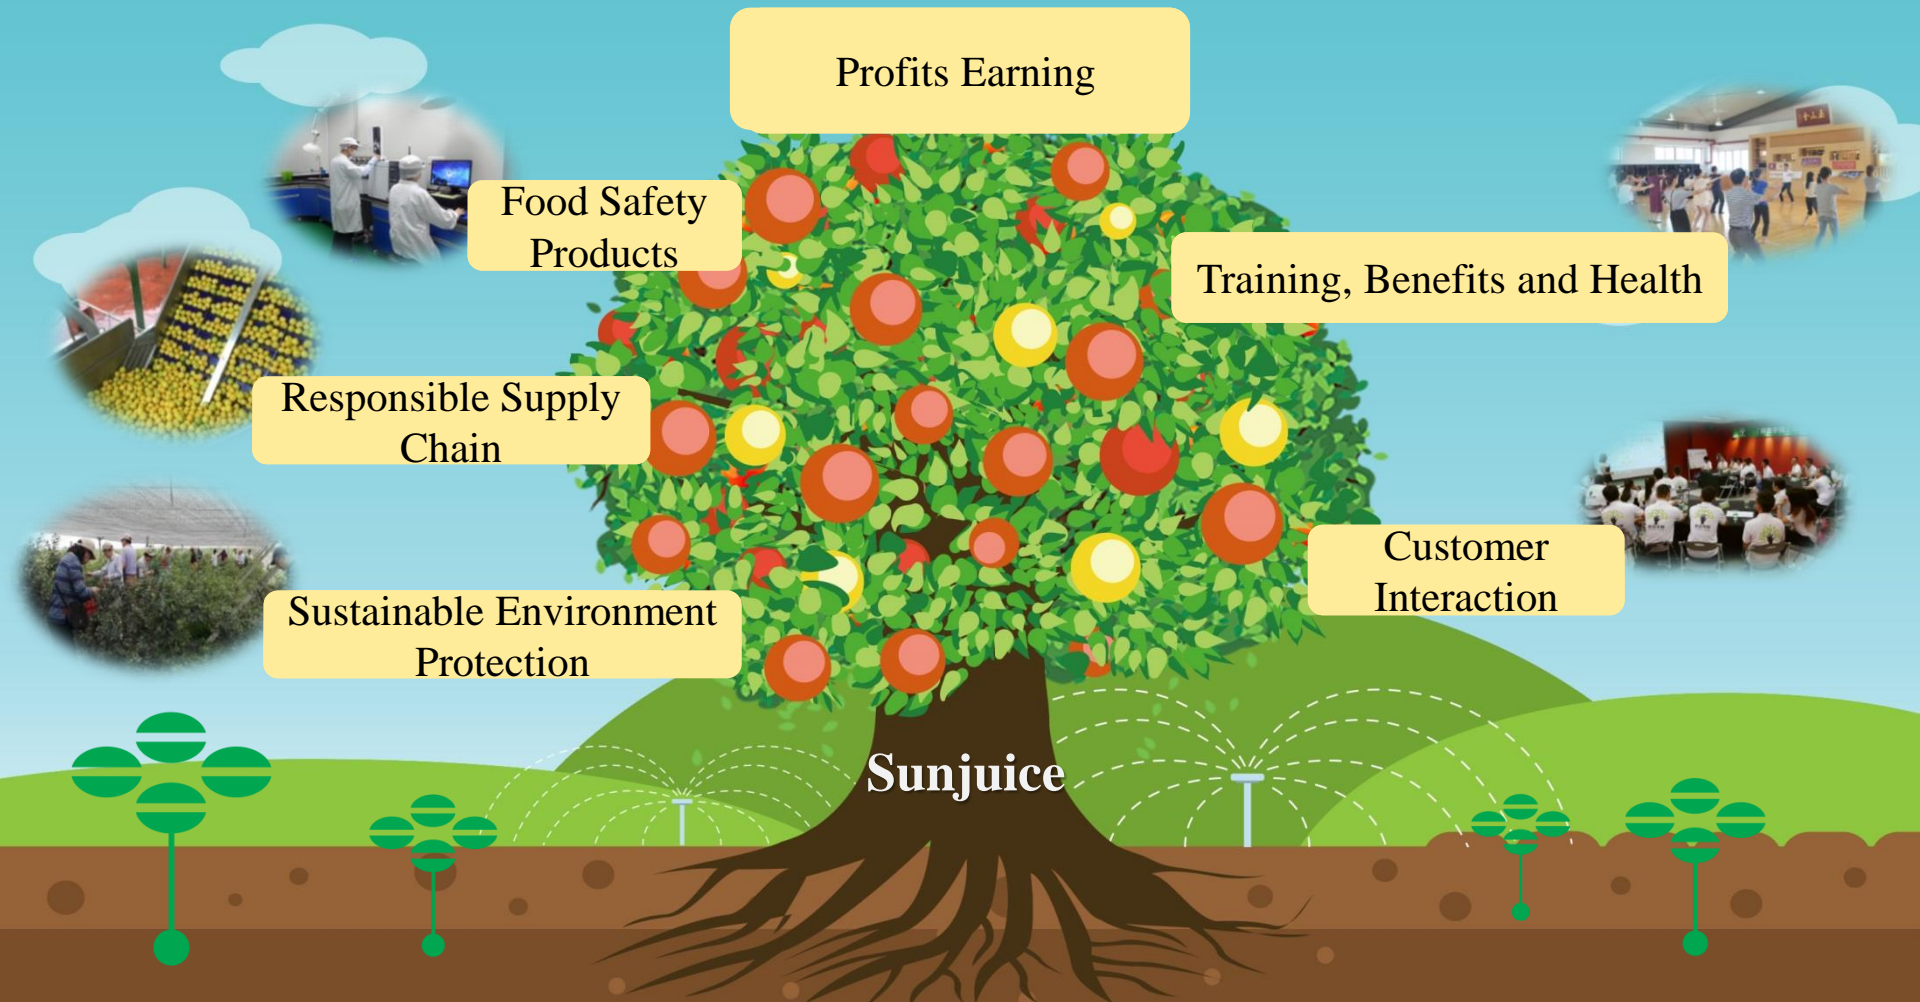 Profits Earning
Food Safety
Products
Training, Benefits and Health
Responsible Supply
Chain
Customer
Interaction
Sustainable Environment
Protection
Sunjuice